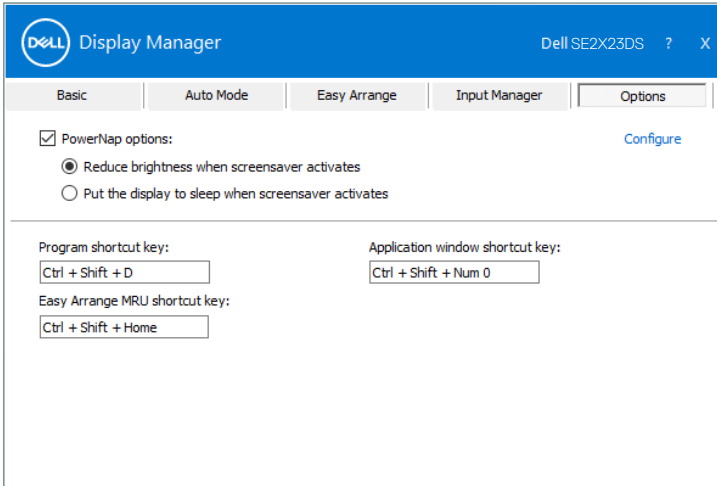 DELL Display Manager Dell SE2X23DS ? X
Basic Auto Mode Easy Arrange Input Manager Options
PowerNap options: Configure
Reduce brightness when screensaver activates
Put the display to sleep when screensaver activates
Program shortcut key: Application window shortcut key:
Ctrl + Shift + D Ctrl + Shift + Num 0
Easy Arrange MRU shortcut key:
Ctrl + Shift + Home